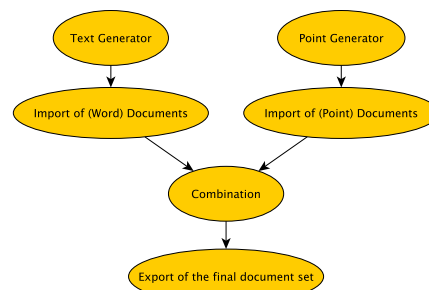 Text Generator
Point Generator
Import of (Word) Documents
Import of (Point) Documents
Combination
Export of the final document set